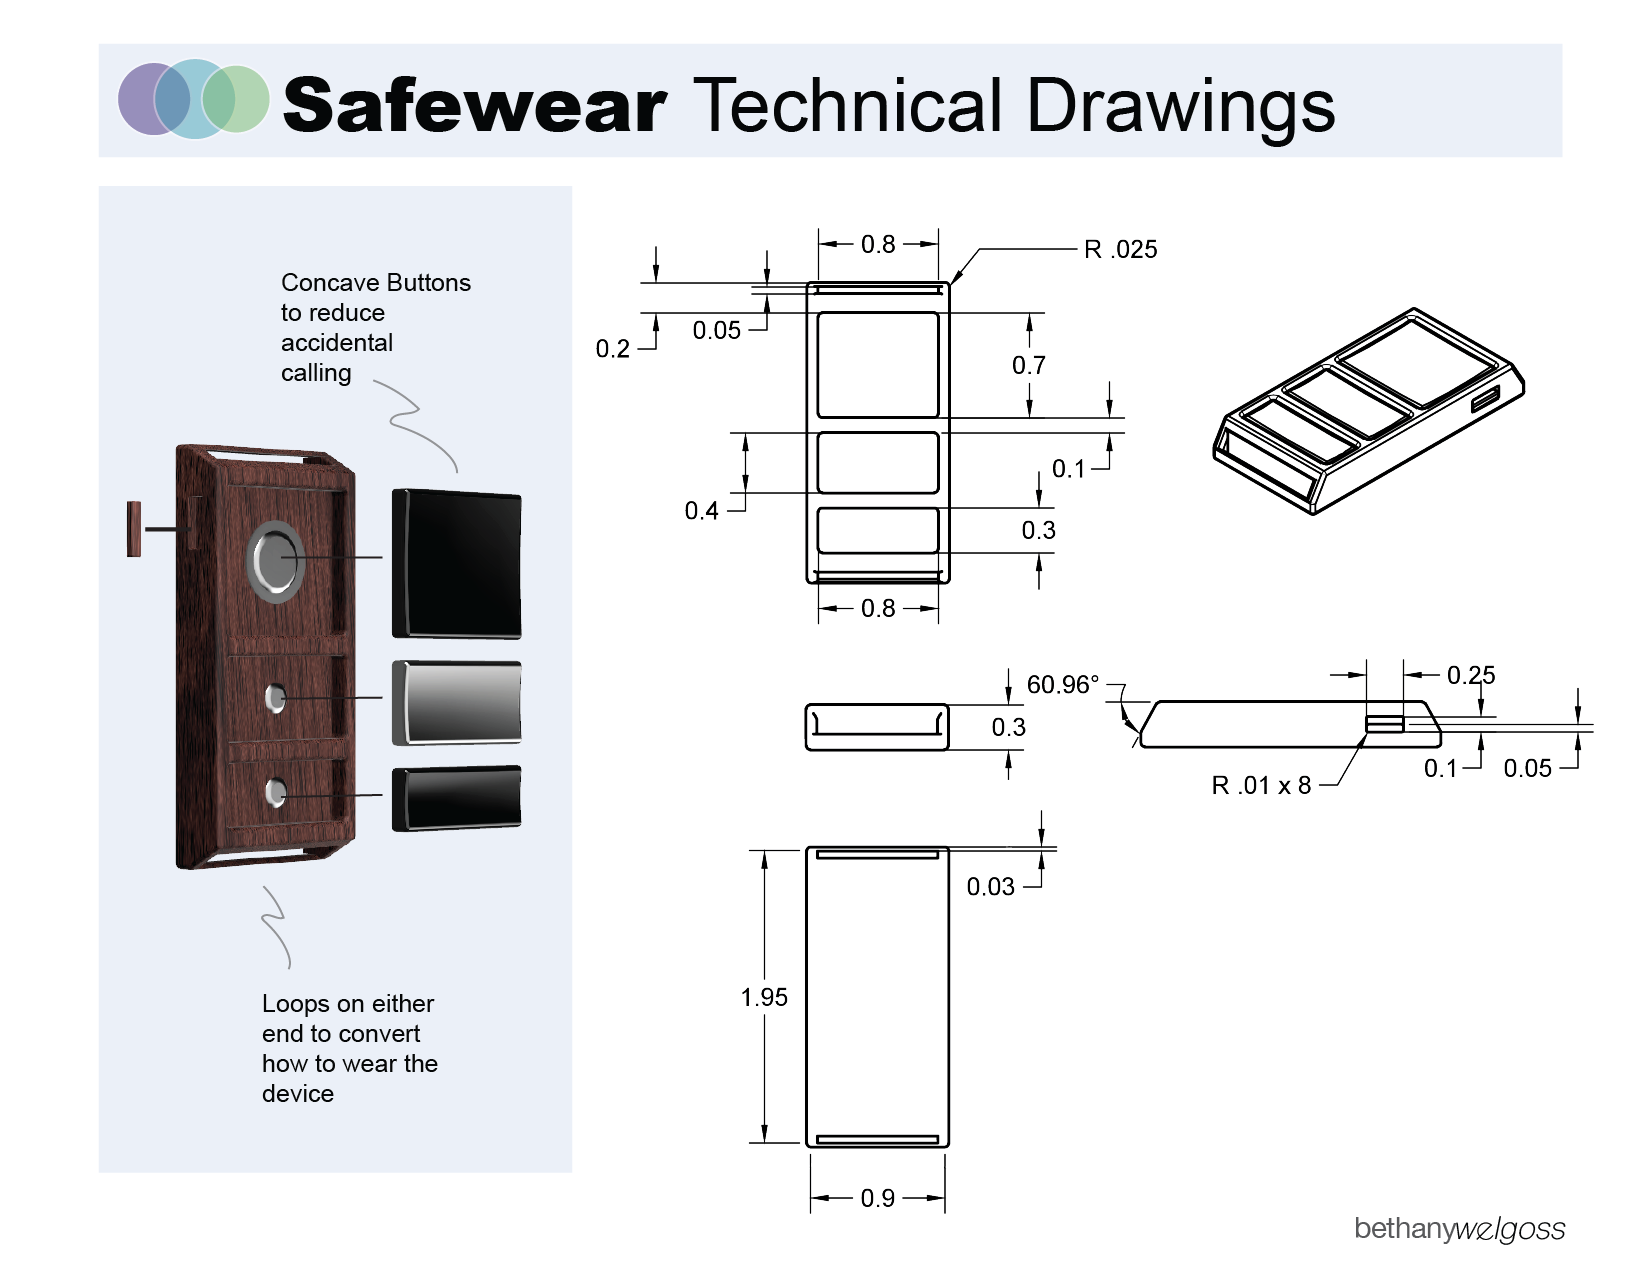 Safewear Technical Drawings
Concave Buttons
to reduce
accidental
calling
Loops on either
end to convert
how to wear the
device
0.8
R .025
0.05
0.2
0.7
0.1
0.4
0.3
0.8
60.96°
0.3
0.25
0.1
0.05
R .01 x 8
0.03
1.95
0.9
bethanywelgoss